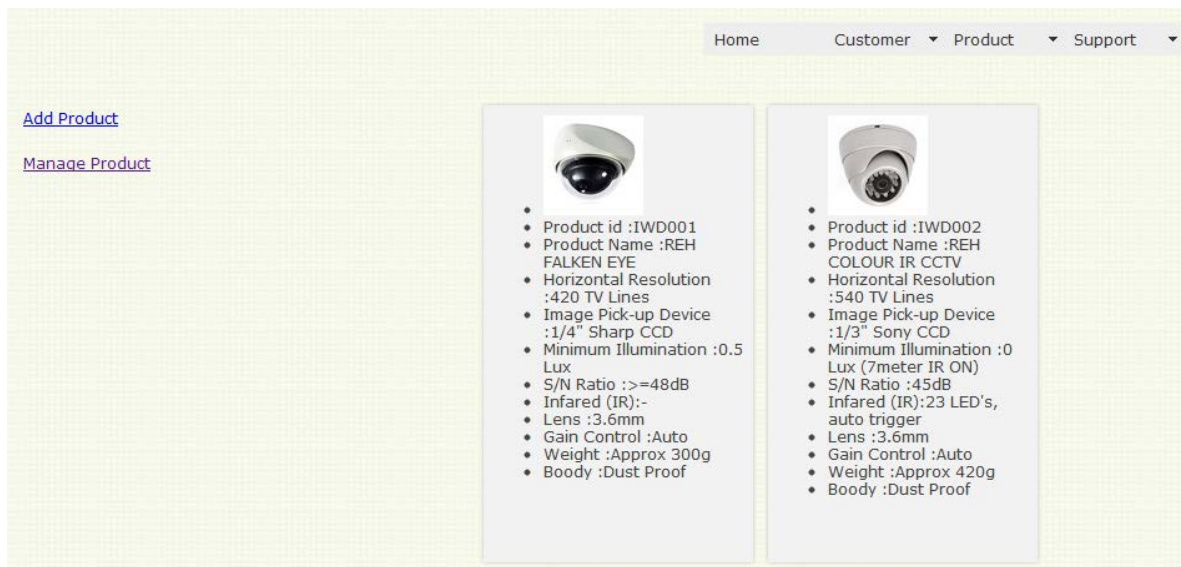 Home Customer Product Support
Add Product
Manage Product
Product id :IWD001
Product Name :REH
FALKEN EYE
Horizontal Resolution
:420 TV Lines
Image Pick-up Device
:1/4" Sharp CCD
Minimum Illumination :0.5
Lux
S/N Ratio :>=48dB
Infared (IR):-
Lens :3.6mm
Gain Control :Auto
Weight :Approx 300g
Boody :Dust Proof
Product id :IWD002
Product Name :REH
COLOUR IR CCTV
Horizontal Resolution
:540 TV Lines
Image Pick-up Device
:1/3" Sony CCD
Minimum Illumination :0
Lux (7meter IR ON)
S/N Ratio :45dB
Infared (IR):23 LED's,
auto trigger
Lens :3.6mm
Gain Control :Auto
Weight :Approx 420g
Boody :Dust Proof